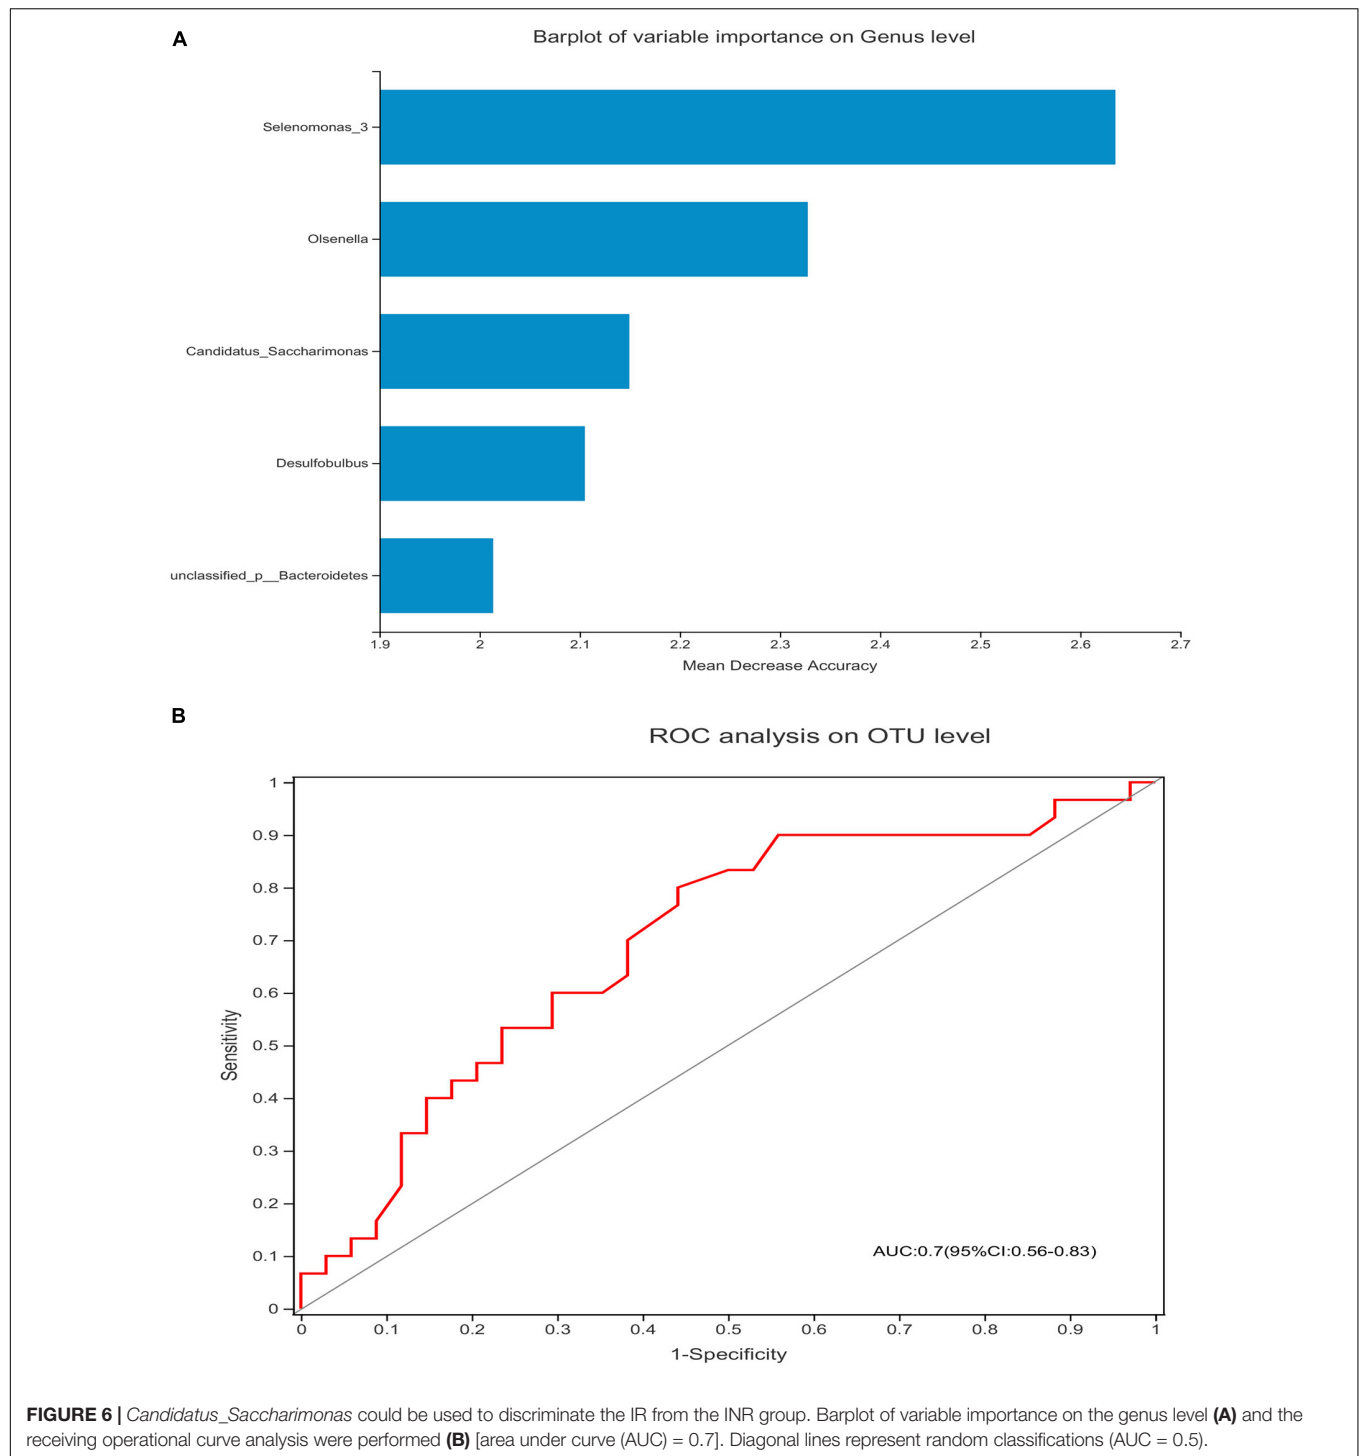 A
Barplot of variable importance on Genus level
Selenomonas_3
Olsenella
Candidatus_Saccharimonas
Desulfobulbus
unclassified_p__Bacteroidetes
1.9 2 2.1 2.2 2.3 2.4 2.5 2.6 2.7
Mean Decrease Accuracy
B
ROC analysis on OTU level
1
0.9
0.8
0.7
0.6
0.5
0.4
0.3
0.2
0.1
0
Sensitivity
AUC:0.7(95%CI:0.56-0.83)
0 0.1 0.2 0.3 0.4 0.5 0.6 0.7 0.8 0.9 1
1-Specificity
FIGURE 6 | Candidatus_Saccharimonas could be used to discriminate the IR from the INR group. Barplot of variable importance on the genus level (A) and the
receiving operational curve analysis were performed (B) [area under curve (AUC) = 0.7]. Diagonal lines represent random classifications (AUC = 0.5).